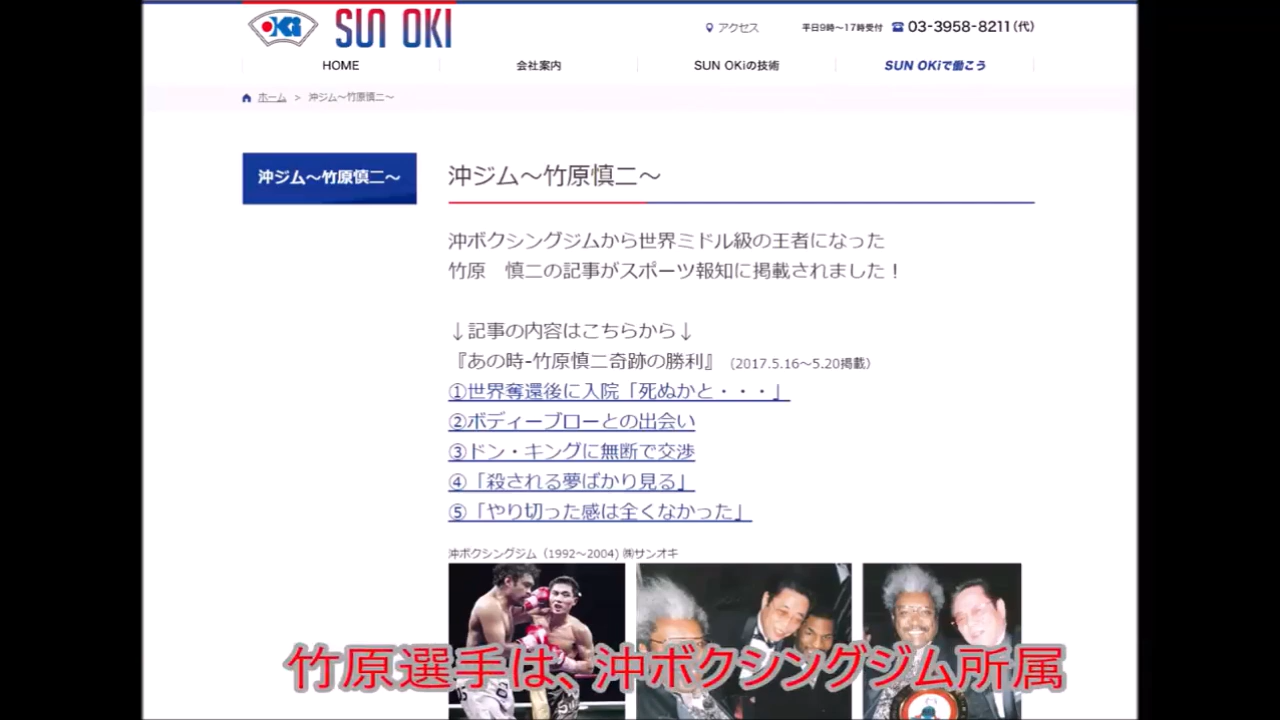 OKi SUN OKI
アクセス 平日9時～17時受付 ☎ 03-3958-8211(代)
HOME 会社案内 SUN OKiの技術 SUN OKiで働こう
ホーム > 沖ジム～竹原慎二～
沖ジム～竹原慎二～
沖ジム～竹原慎二～
沖ボクシングジムから世界ミドル級の王者になった
竹原　慎二の記事がスポーツ報知に掲載されました！
↓記事の内容はこちらから↓
『あの時-竹原慎二奇跡の勝利』 （2017.5.16～5.20掲載）
①世界奪還後に入院「死ぬかと・・・」
②ボディーブローとの出会い
③ドン・キングに無断で交渉
④「殺される夢ばかり見る」
⑤「やり切った感は全くなかった」
沖ボクシングジム（1992～2004) ㈱サンオキ
竹原選手は、沖ボクシングジム所属